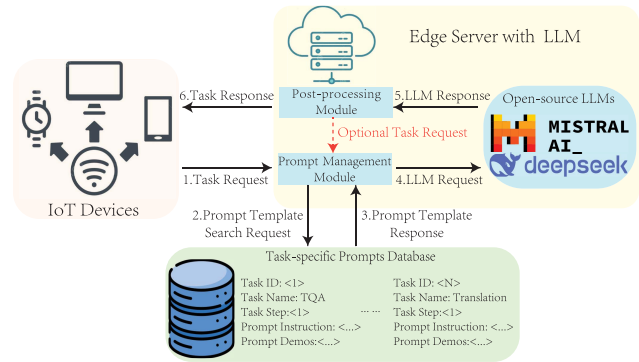 Edge Server with LLM
6.Task Response
Post-processing
Module
5.LLM Response
Open-source LLMs
MISTRAL
AI_
deepseek
Optional Task Request
1.Task Request
Prompt Management
Module
4.LLM Request
IoT Devices
2.Prompt Template
Search Request
3.Prompt Template
Response
Task-specific Prompts Database
Task ID: <1>
Task Name: TQA
Task Step:<1>
Prompt Instruction: <...>
Prompt Demos:<...>
... ...
Task ID: <N>
Task Name: Translation
Task Step:<1>
Prompt Instruction: <...>
Prompt Demos:<...>